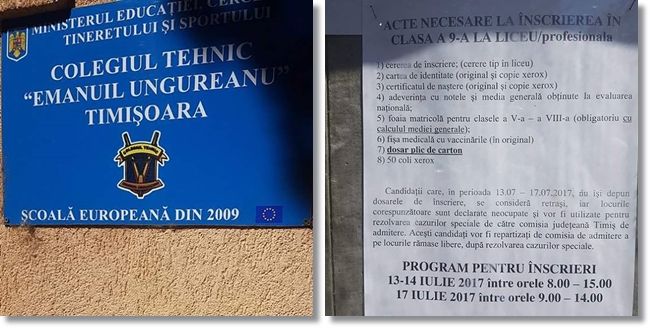 MINISTERUL EDUCAȚIEI, CERCE
TINERETULUI ȘI SPORTULUI
COLEGIUL TEHNIC
“EMANUIL UNGUREANU”
TIMIȘOARA
COLEGIUL TEHNIC
ȘCOALĂ EUROPEANĂ DIN 2009
ACTE NECESARE LA ÎNSCRIEREA ÎN
CLASA A 9-A LA LICEU/profesionala
1) cererea de înscriere; (cerere tip în liceu)
2) cartea de identitate (original și copie xerox)
3) certificatul de naștere (original și copie xerox)
4) adeverința cu notele și media generală obținute la evaluarea
națională;
5) foaia matricolă pentru clasele a V-a – a VIII-a (obligatoriu cu
calculul mediei generale);
6) fișa medicală cu vaccinările (în original)
7) dosar plic de carton
8) 50 coli xerox
Candidații care, în perioada 13.07 – 17.07.2017, nu își depun
dosarele de înscriere, se consideră retrași, iar locurile
corespunzătoare sunt declarate neocupate și vor fi utilizate pentru
rezolvarea cazurilor speciale de către comisia județeană Timiș de
admitere. Acești candidați vor fi repartizați de comisia de admitere a
pe locurile rămase libere, după rezolvarea cazurilor speciale.
PROGRAM PENTRU ÎNSCRIERI
13-14 IULIE 2017 între orele 8.00 – 15.00
17 IULIE 2017 între orele 9.00 – 14.00